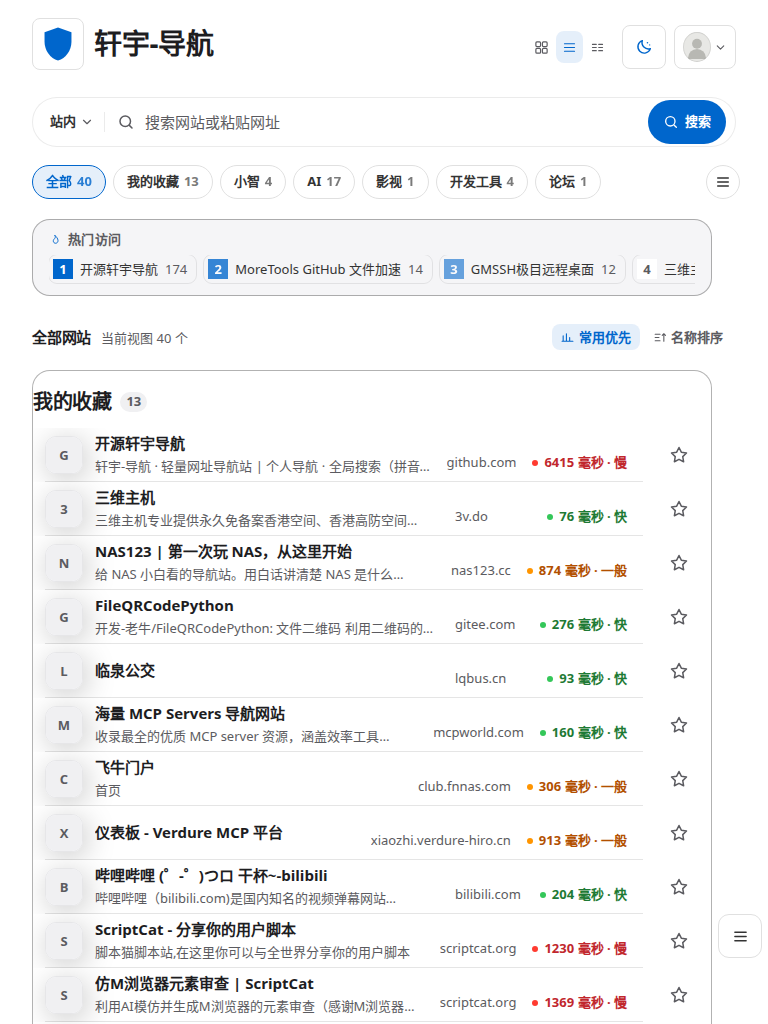 轩宇-导航
站内 搜索网站或粘贴网址 搜索
全部 40 我的收藏 13 小智 4 AI 17 影视 1 开发工具 4 论坛 1
热门访问
1 开源轩宇导航 174 2 MoreTools GitHub 文件加速 14 3 GMSSH极目远程桌面 12 4 三维
全部网站 当前视图 40 个 常用优先 名称排序
我的收藏 13
G 开源轩宇导航
轩宇-导航 · 轻量网址导航站 | 个人导航 · 全局搜索（拼音... github.com 6415 毫秒 · 慢
3 三维主机
三维主机专业提供永久免备案香港空间、香港高防空间... 3v.do 76 毫秒 · 快
N NAS123 | 第一次玩 NAS，从这里开始
给 NAS 小白看的导航站。用白话讲清楚 NAS 是什么... nas123.cc 874 毫秒 · 一般
G FileQRCodePython
开发-老牛/FileQRCodePython: 文件二维码 利用二维码的... gitee.com 276 毫秒 · 快
L 临泉公交 lqbus.cn 93 毫秒 · 快
M 海量 MCP Servers 导航网站
收录最全的优质 MCP server 资源，涵盖效率工具... mcpworld.com 160 毫秒 · 快
C 飞牛门户
首页 club.fnnas.com 306 毫秒 · 一般
X 仪表板 - Verdure MCP 平台 xiaozhi.verdure-hiro.cn 913 毫秒 · 一般
B 哔哩哔哩 (゜-゜)つロ 干杯~-bilibili
哔哩哔哩（bilibili.com)是国内知名的视频弹幕网站... bilibili.com 204 毫秒 · 快
S ScriptCat - 分享你的用户脚本
脚本猫脚本站,在这里你可以与全世界分享你的用户脚本 scriptcat.org 1230 毫秒 · 慢
S 仿M浏览器元素审查 | ScriptCat
利用AI模仿并生成M浏览器的元素审查（感谢M浏览器... scriptcat.org 1369 毫秒 · 慢